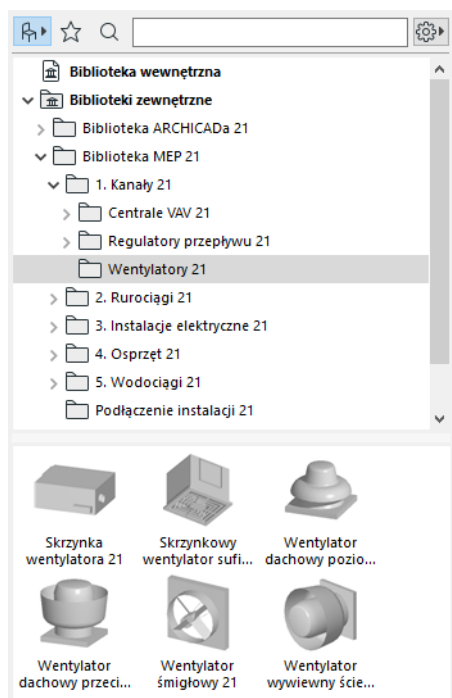 Biblioteka wewnętrzna
Biblioteki zewnętrzne
Biblioteka ARCHICADa 21
Biblioteka MEP 21
1. Kanały 21
Centrale VAV 21
Regulatory przepływu 21
Wentylatory 21
2. Rurociągi 21
3. Instalacje elektryczne 21
4. Osprzęt 21
5. Wodociągi 21
Podłączenie instalacji 21
Skrzynka
wentylatora 21
Skrzynkowy
wentylator sufi...
Wentylator
dachowy pozio...
Wentylator
dachowy przeci...
Wentylator
śmigłowy 21
Wentylator
wywiewny ście...